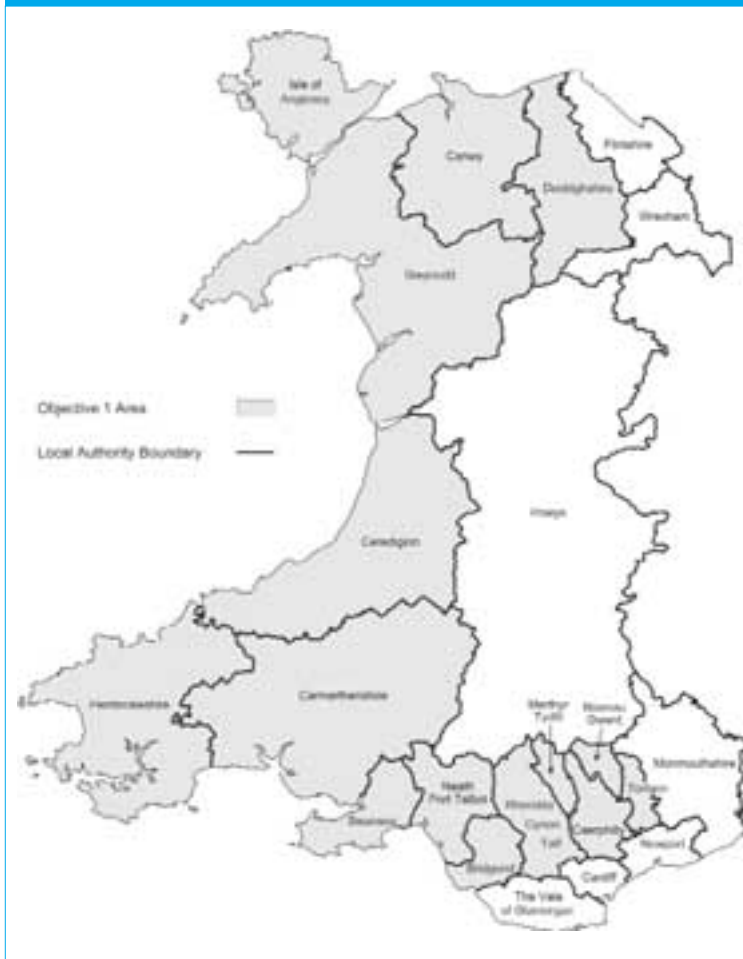 Isle of
Anglesey
Flintshire
Conwy
Denbighshire
Wrexham
Gwynedd
Objective 1 Area
Local Authority Boundary
Powys
Ceredigion
Pembrokeshire
Carmarthenshire
Merthyr
Tydfil
Blaenau
Gwent
Monmouthshire
Neath
Port Talbot
Torfaen
Rhondda
Cynon
Taff
Swansea
Caerphilly
Newport
Bridgend
Cardiff
The Vale
of Glamorgan